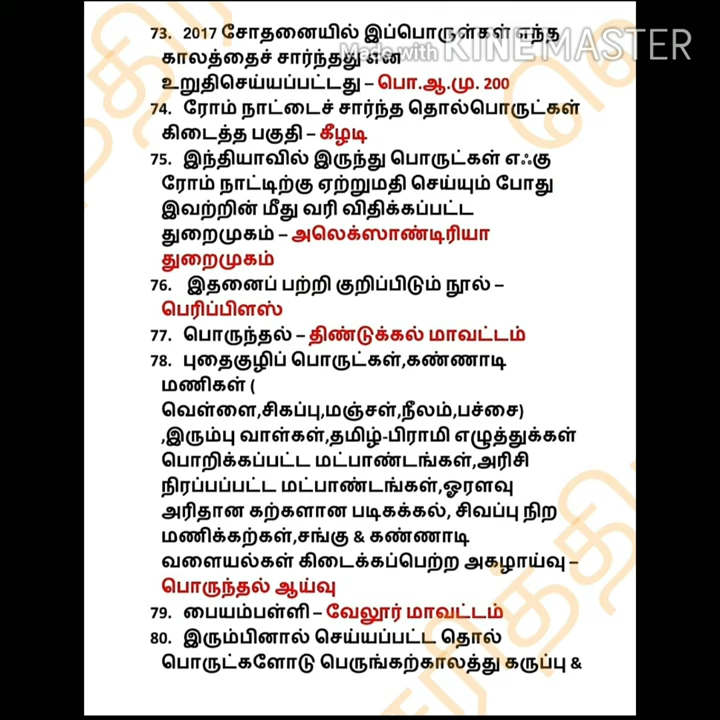 73. 2017 சோதனையில் இப்பொருள்கள் எந்த
Made with KINEMASTER
காலத்தைச் சார்ந்தது என
உறுதிசெய்யப்பட்டது – பொ.ஆ.மு. 200
74. ரோம் நாட்டைச் சார்ந்த தொல்பொருட்கள்
கிடைத்த பகுதி – கீழடி
75. இந்தியாவில் இருந்து பொருட்கள் எஃகு
ரோம் நாட்டிற்கு ஏற்றுமதி செய்யும் போது
இவற்றின் மீது வரி விதிக்கப்பட்ட
துறைமுகம் – அலெக்ஸாண்டிரியா
துறைமுகம்
76. இதனைப் பற்றி குறிப்பிடும் நூல் –
பெரிப்பிளஸ்
77. பொருந்தல் – திண்டுக்கல் மாவட்டம்
78. புதைகுழிப் பொருட்கள்,கண்ணாடி
மணிகள் (
வெள்ளை,சிகப்பு,மஞ்சள்,நீலம்,பச்சை)
,இரும்பு வாள்கள்,தமிழ்-பிராமி எழுத்துக்கள்
பொறிக்கப்பட்ட மட்பாண்டங்கள்,அரிசி
நிரப்பப்பட்ட மட்பாண்டங்கள்,ஓரளவு
அரிதான கற்களான படிகக்கல், சிவப்பு நிற
மணிக்கற்கள்,சங்கு & கண்ணாடி
வளையல்கள் கிடைக்கப்பெற்ற அகழாய்வு –
பொருந்தல் ஆய்வு
79. பையம்பள்ளி – வேலூர் மாவட்டம்
80. இரும்பினால் செய்யப்பட்ட தொல்
பொருட்களோடு பெருங்கற்காலத்து கருப்பு &